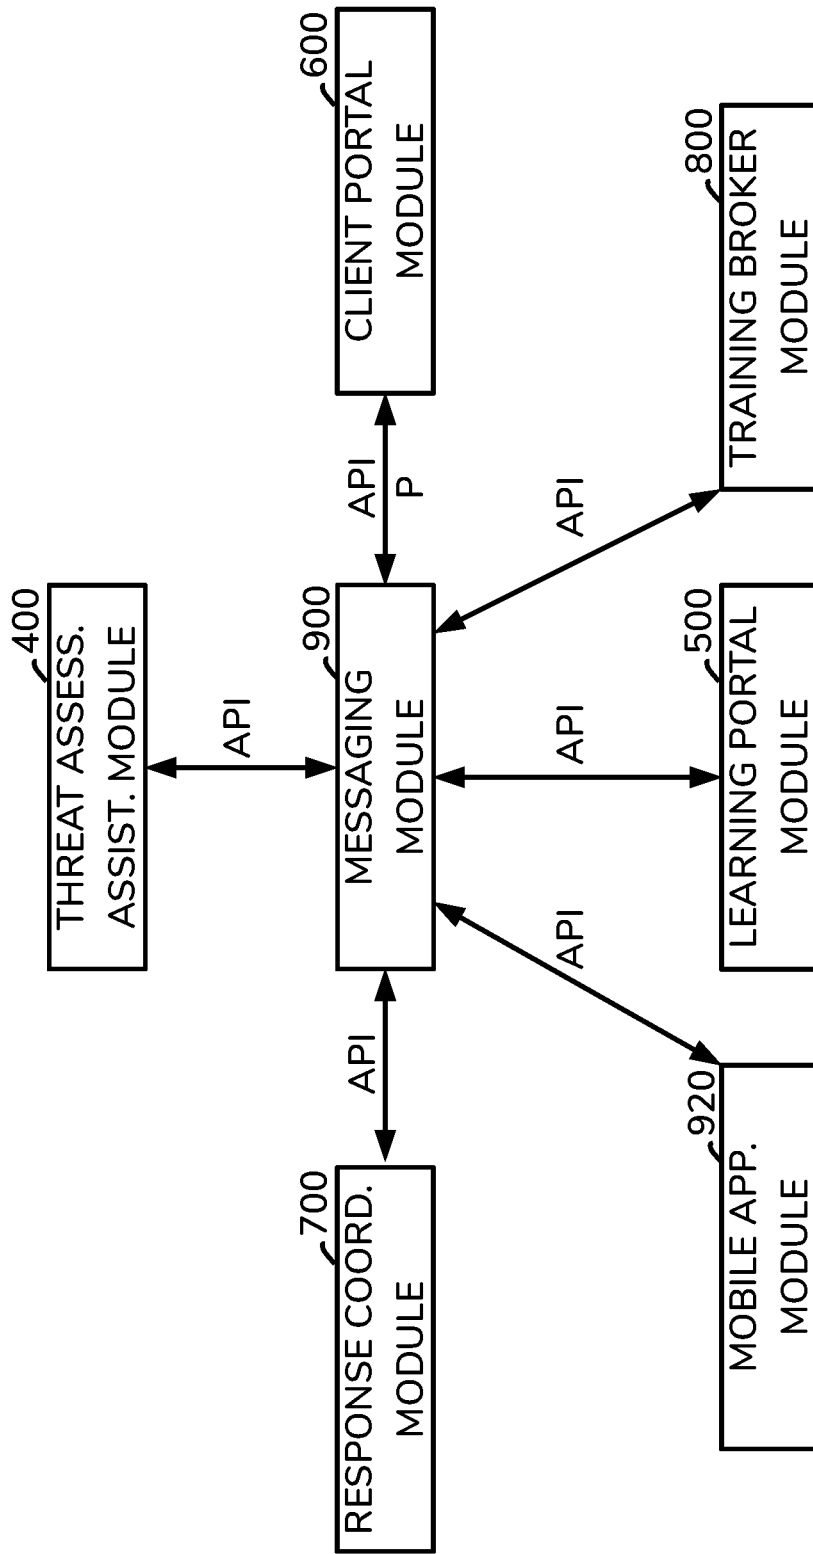 400
THREAT ASSESS.
ASSIST. MODULE
API
700
RESPONSE COORD.
MODULE
API
900
MESSAGING
MODULE
API
P
600
CLIENT PORTAL
MODULE
API
API
API
920
MOBILE APP.
MODULE
500
LEARNING PORTAL
MODULE
800
TRAINING BROKER
MODULE